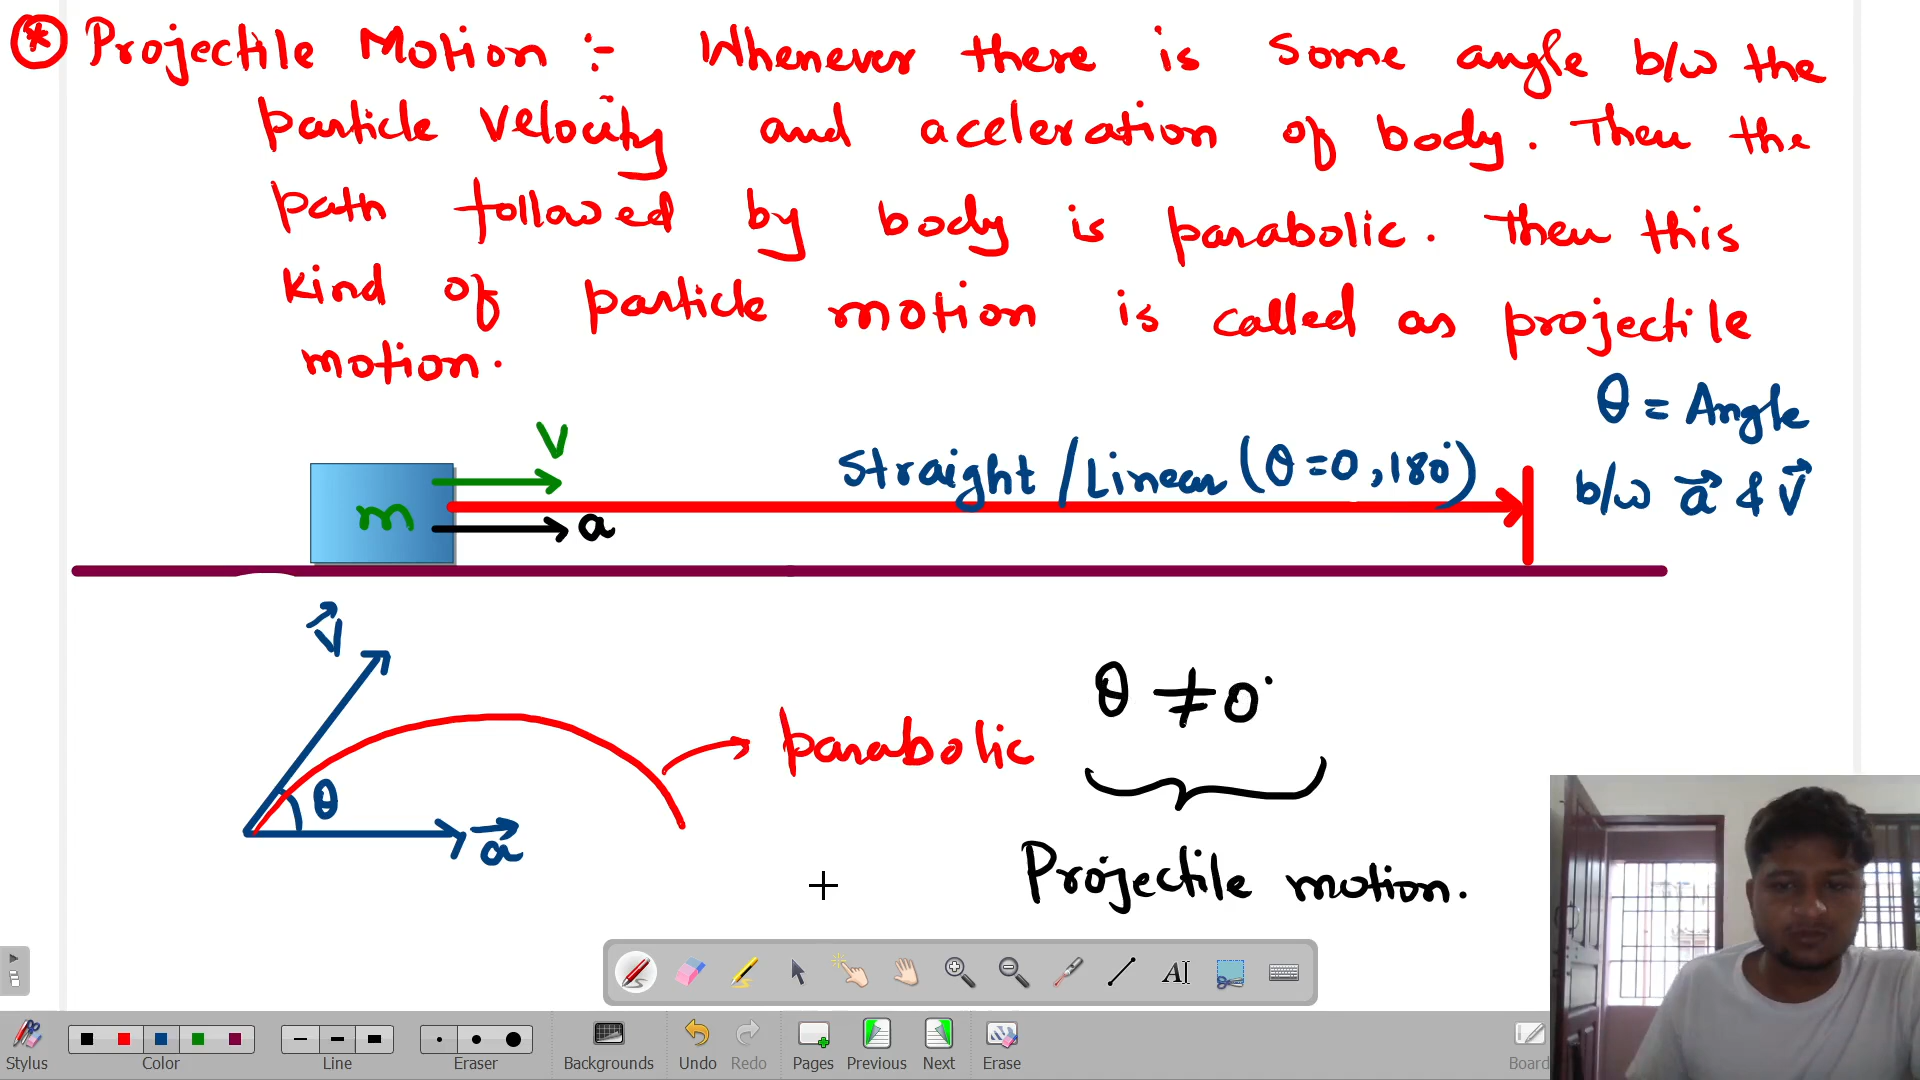 * Projectile Motion :- Whenever there is some angle b/w the
particle velocity and aceleration of body. Then the
path followed by body is parabolic. Then this
kind of particle motion is called as projectile
motion.
θ = Angle
b/w a⃗ & v⃗
V
Straight / Linear (θ = 0, 180°)
m
a
V⃗
θ ≠ 0°
parabolic
θ
a⃗
Projectile motion.
Stylus
Color
Line
Eraser
Backgrounds
Undo
Redo
Pages
Previous
Next
Erase
Board